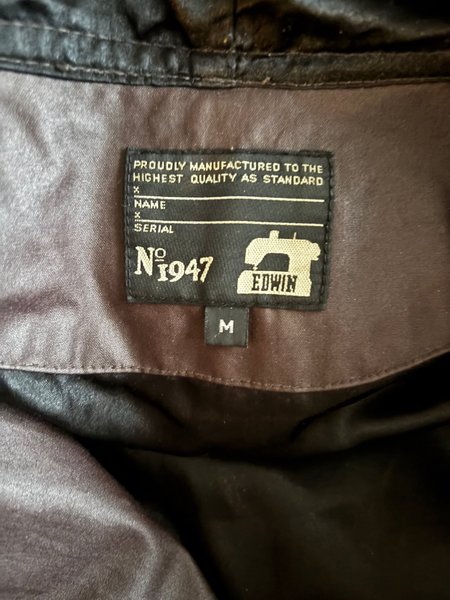 PROUDLY MANUFACTURED TO THE
HIGHEST QUALITY AS STANDARD
X
NAME
X
SERIAL
Nº1947
EDWIN
M